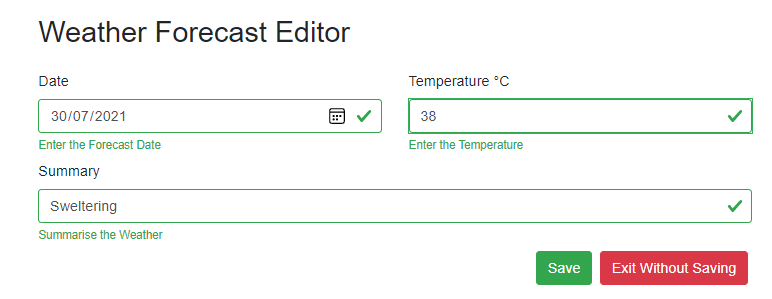 Weather Forecast Editor
Date
Temperature °C
30/07/2021
38
Enter the Forecast Date
Enter the Temperature
Summary
Sweltering
Summarise the Weather
Save
Exit Without Saving